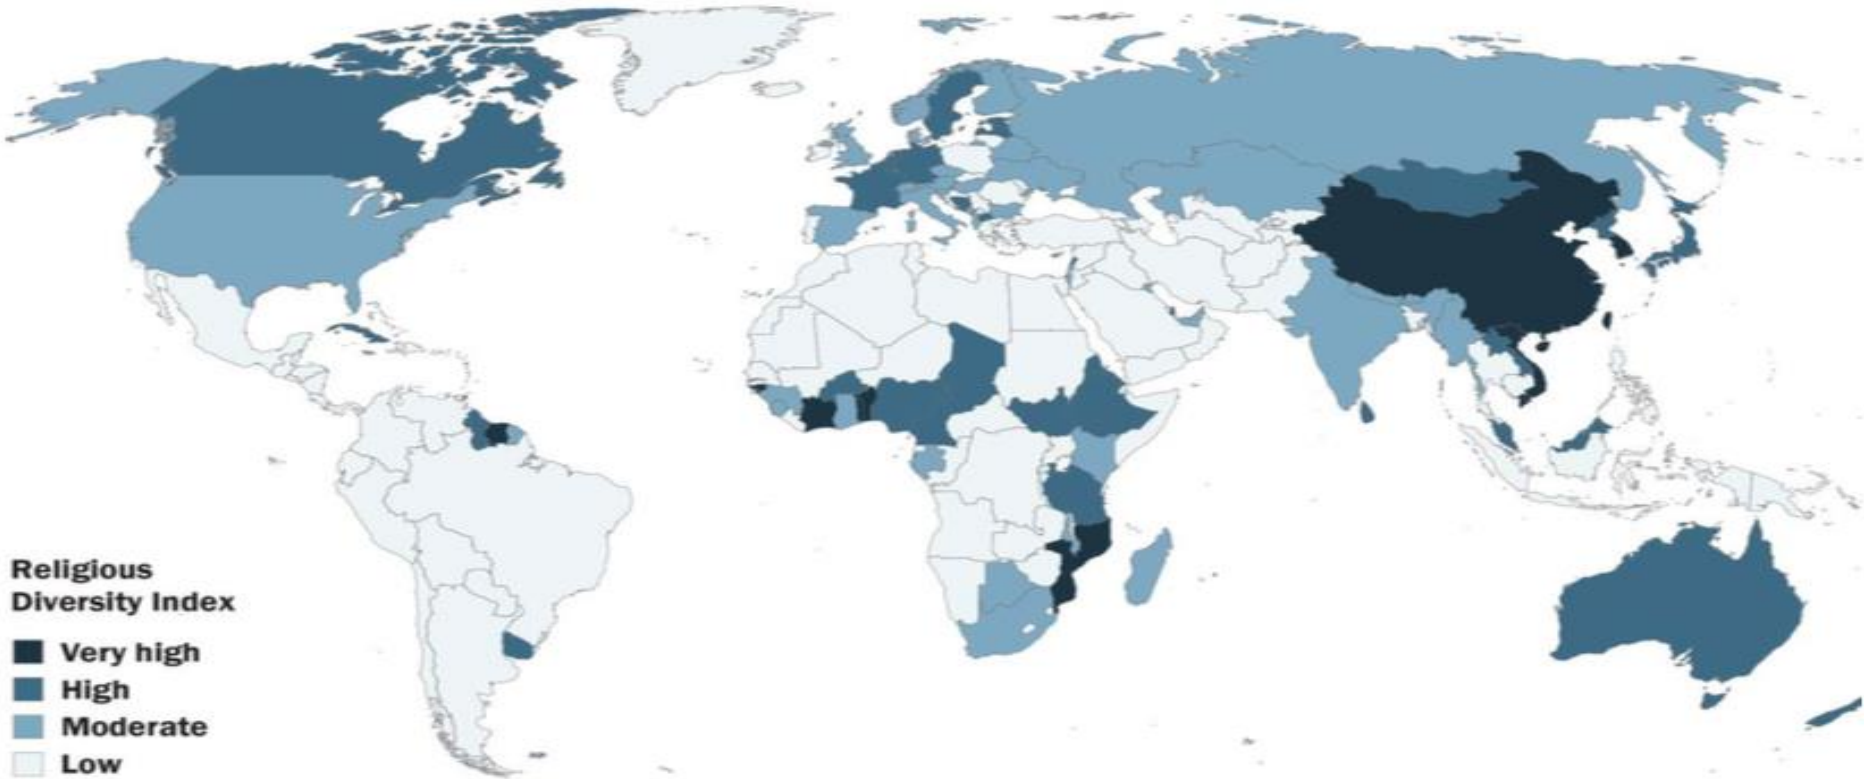 Religious
Diversity Index
Very high
High
Moderate
Low